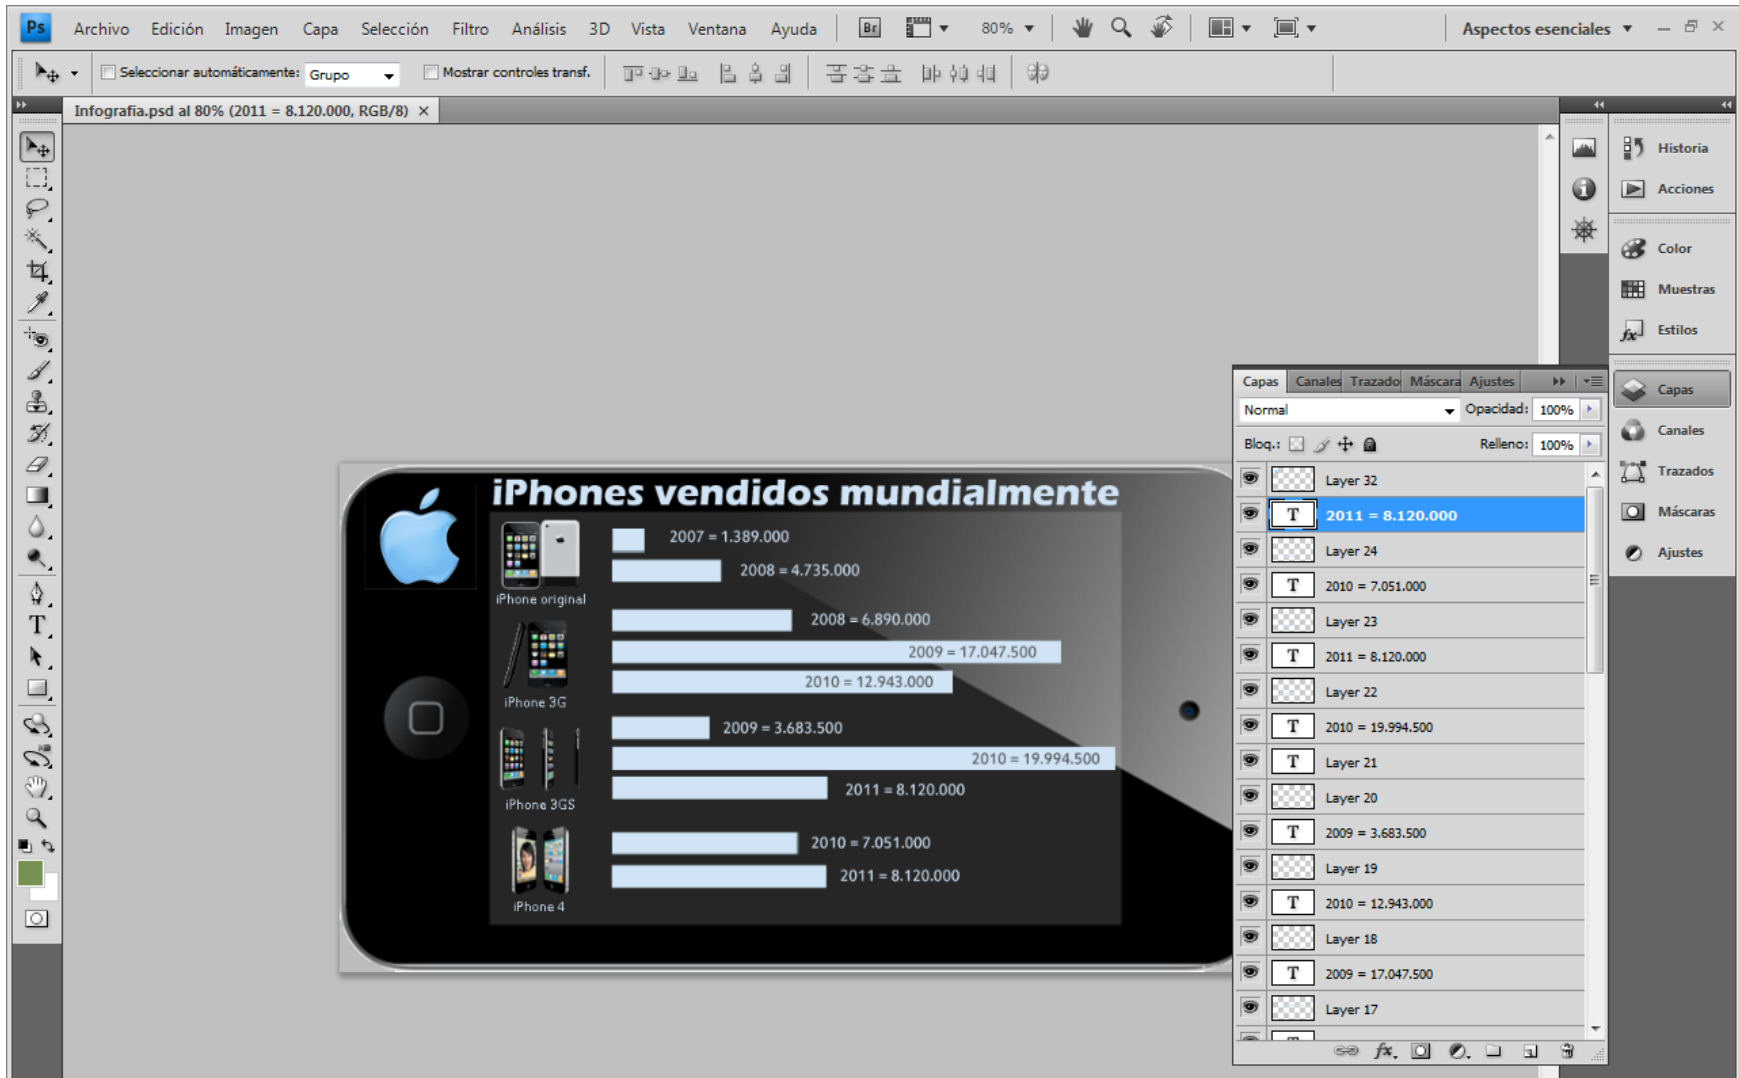 Ps Archivo Edición Imagen Capa Selección Filtro Análisis 3D Vista Ventana Ayuda Br 80% Aspectos esenciales
Seleccionar automáticamente: Grupo Mostrar controles transf.
Infografia.psd al 80% (2011 = 8.120.000, RGB/8) ×
Historia
Acciones
Color
Muestras
Estilos
Capas
Canales
Trazados
Máscaras
Ajustes
iPhones vendidos mundialmente
2007 = 1.389.000
2008 = 4.735.000
iPhone original
2008 = 6.890.000
2009 = 17.047.500
2010 = 12.943.000
iPhone 3G
2009 = 3.683.500
2010 = 19.994.500
2011 = 8.120.000
iPhone 3GS
2010 = 7.051.000
2011 = 8.120.000
iPhone 4
Capas Canales Trazado Máscara Ajustes
Normal Opacidad: 100%
Bloq.: Relleno: 100%
Layer 32
T 2011 = 8.120.000
Layer 24
T 2010 = 7.051.000
Layer 23
T 2011 = 8.120.000
Layer 22
T 2010 = 19.994.500
T Layer 21
Layer 20
T 2009 = 3.683.500
Layer 19
T 2010 = 12.943.000
Layer 18
T 2009 = 17.047.500
Layer 17